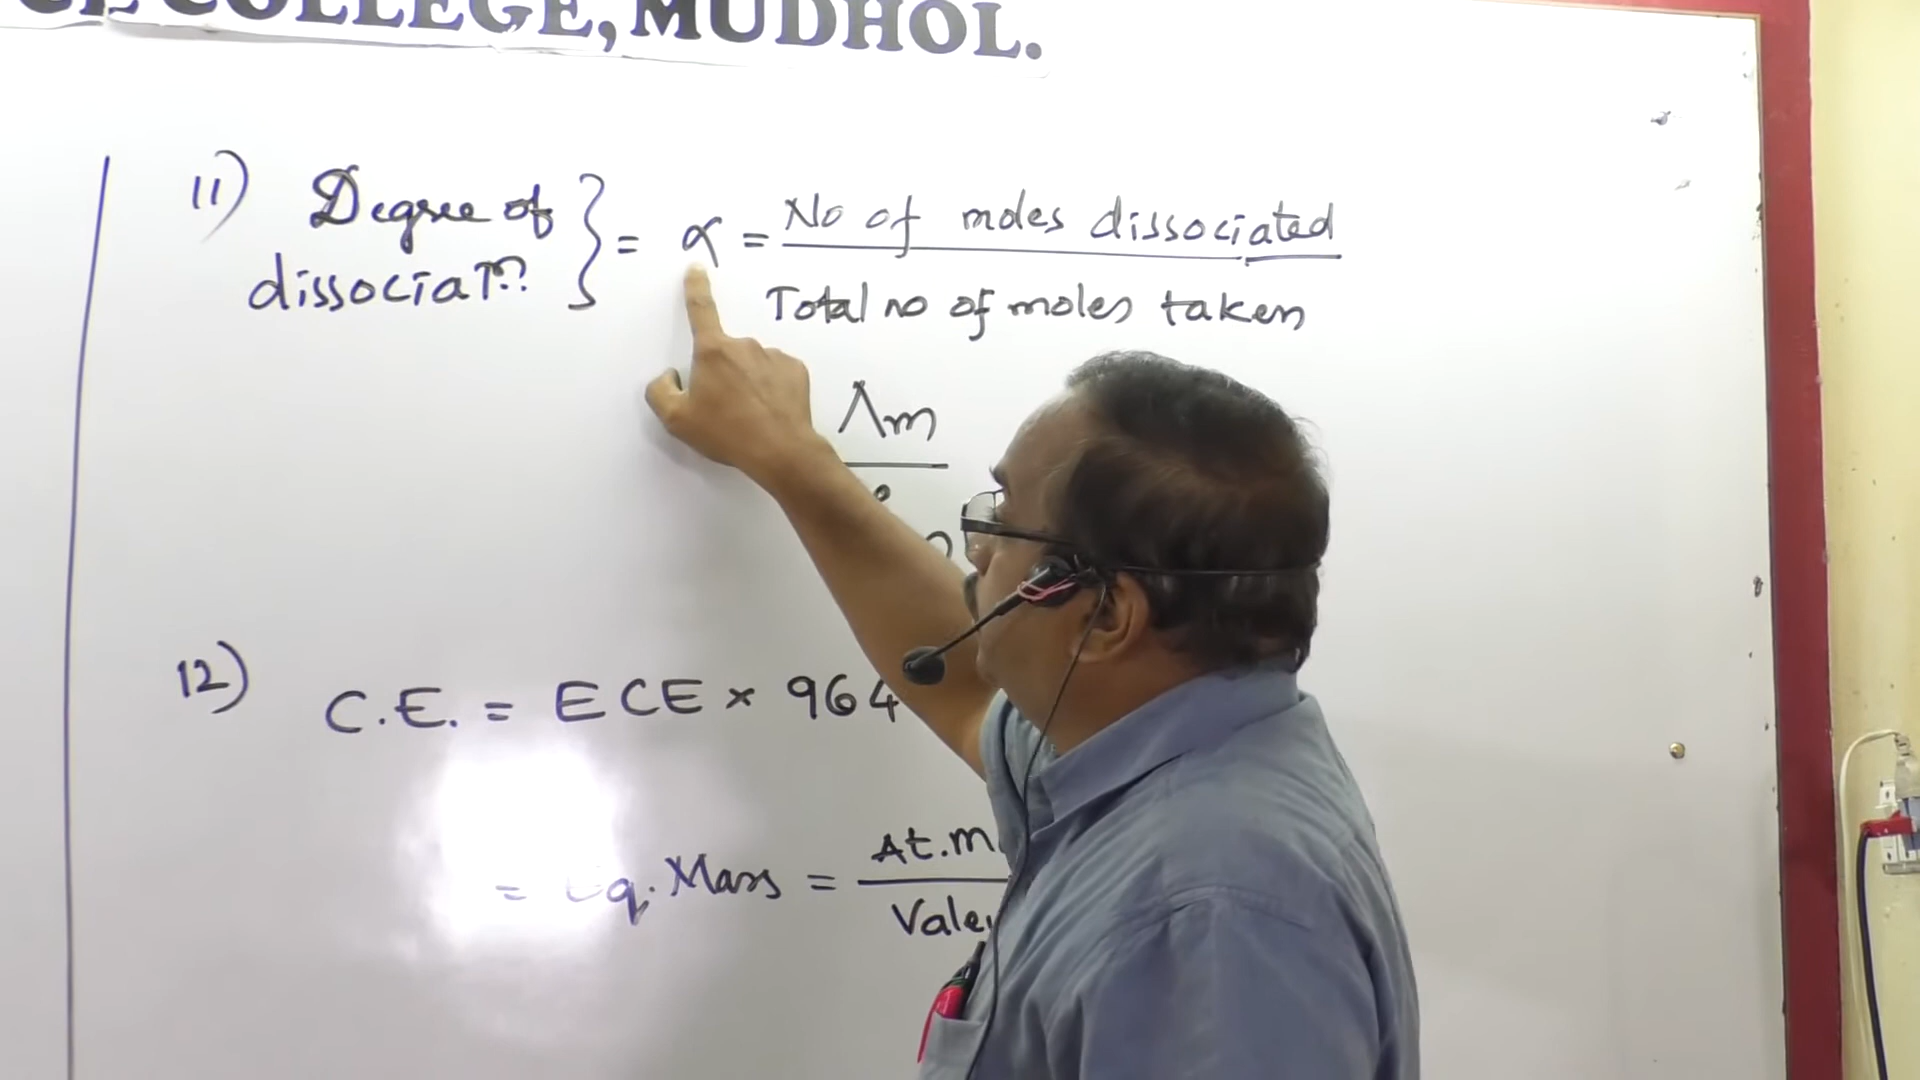 COLLEGE, MUDHOL.
11) Degree of
dissociatn } = α = No of moles dissociated
Total no of moles taken
Λm
12) C.E. = ECE × 964
= Eq. Mass = At.m
Vale